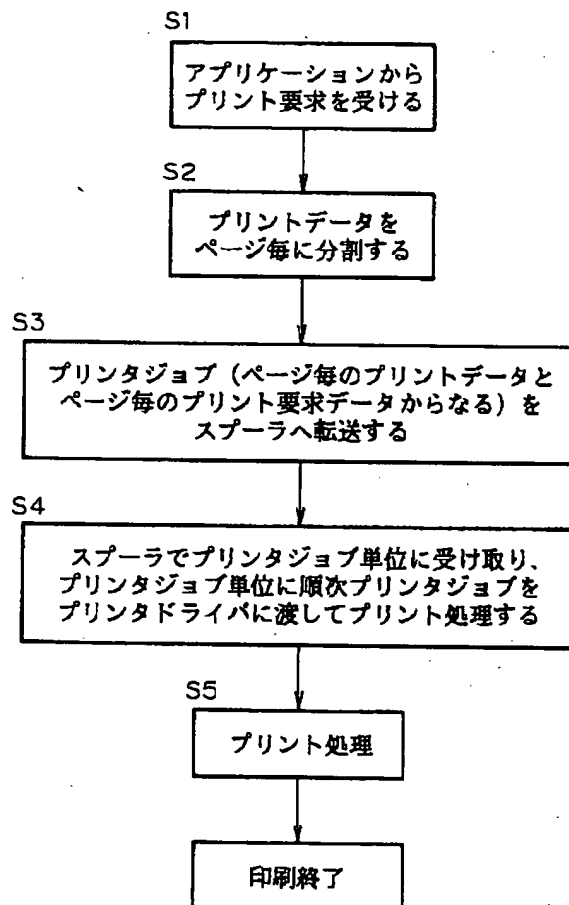 S1
アプリケーションから
プリント要求を受ける
S2
プリントデータを
ページ毎に分割する
S3
プリンタジョブ（ページ毎のプリントデータと
ページ毎のプリント要求データからなる）を
スプーラへ転送する
S4
スプーラでプリンタジョブ単位に受け取り、
プリンタジョブ単位に順次プリンタジョブを
プリンタドライバに渡してプリント処理する
S5
プリント処理
印刷終了